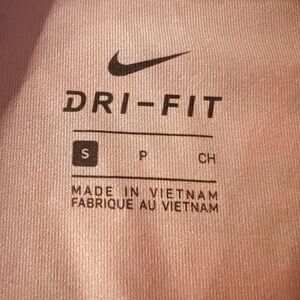 DRI-FIT
S P CH
MADE IN VIETNAM
FABRIQUE AU VIETNAM